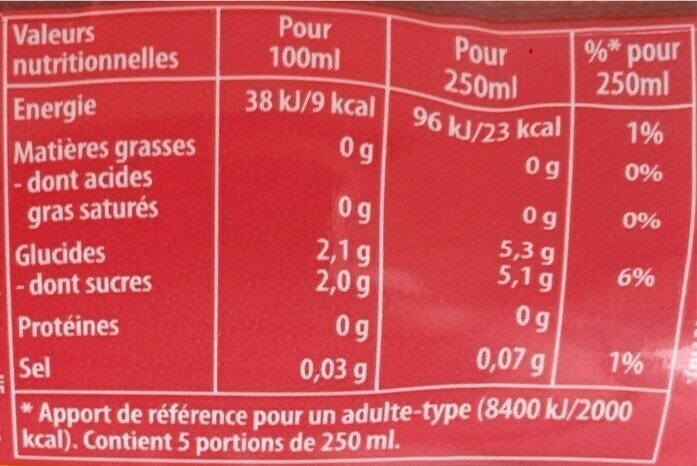 Valeurs nutritionnelles Pour 100ml Pour 250ml %* pour 250ml
Energie 38 kJ/9 kcal 96 kJ/23 kcal 1%
Matières grasses 0 g 0 g 0%
- dont acides gras saturés 0 g 0 g 0%
Glucides 2,1 g 5,3 g
- dont sucres 2,0 g 5,1 g 6%
Protéines 0 g 0 g
Sel 0,03 g 0,07 g 1%
* Apport de référence pour un adulte-type (8400 kJ/2000
kcal). Contient 5 portions de 250 ml.